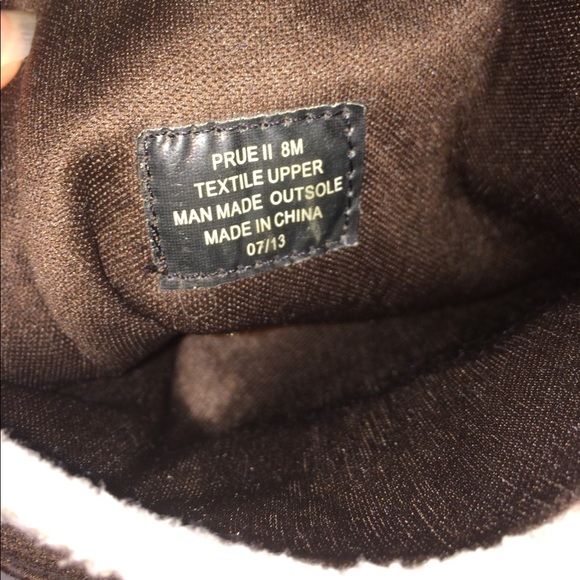 PRUE II 8M
TEXTILE UPPER
MAN MADE OUTSOLE
MADE IN CHINA
07/13